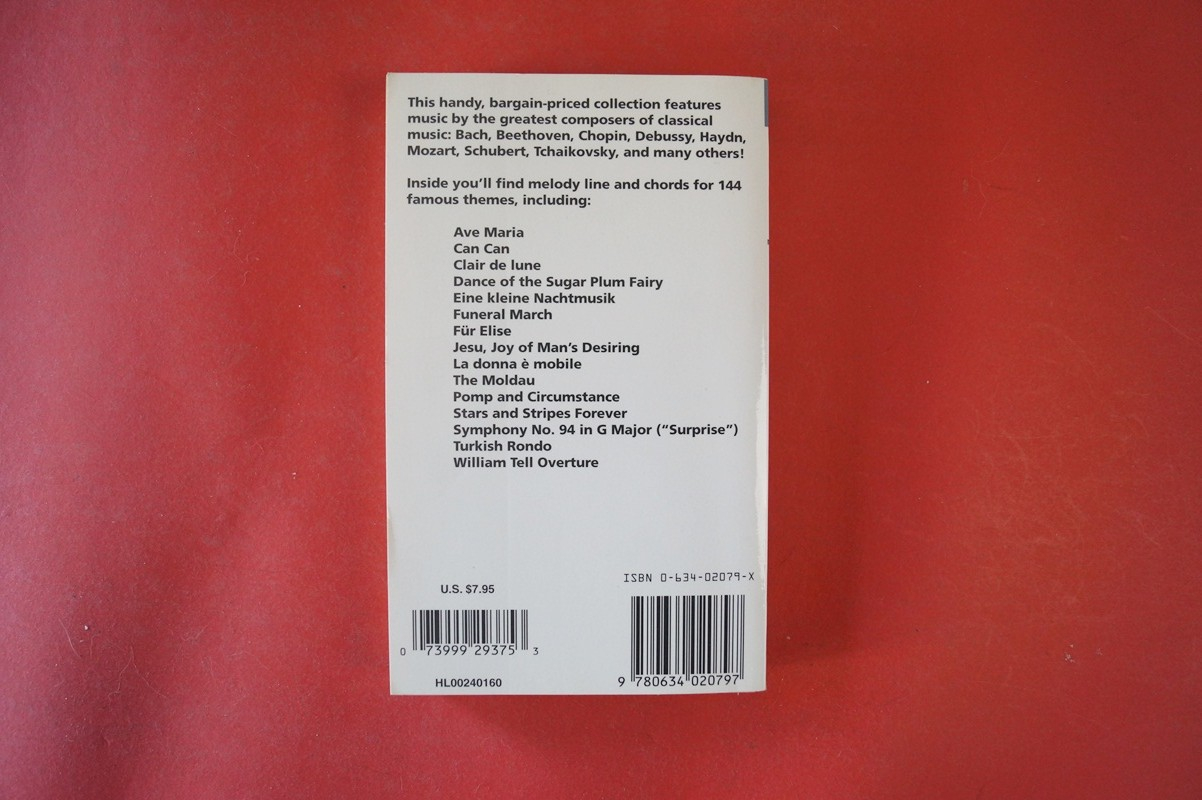 This handy, bargain-priced collection features
music by the greatest composers of classical
music: Bach, Beethoven, Chopin, Debussy, Haydn,
Mozart, Schubert, Tchaikovsky, and many others!
Inside you'll find melody line and chords for 144
famous themes, including:
Ave Maria
Can Can
Clair de lune
Dance of the Sugar Plum Fairy
Eine kleine Nachtmusik
Funeral March
Für Elise
Jesu, Joy of Man's Desiring
La donna è mobile
The Moldau
Pomp and Circumstance
Stars and Stripes Forever
Symphony No. 94 in G Major (“Surprise”)
Turkish Rondo
William Tell Overture
U.S. $7.95
0 73999 29375 3
HL00240160
ISBN 0-634-02079-X
9 780634 020797